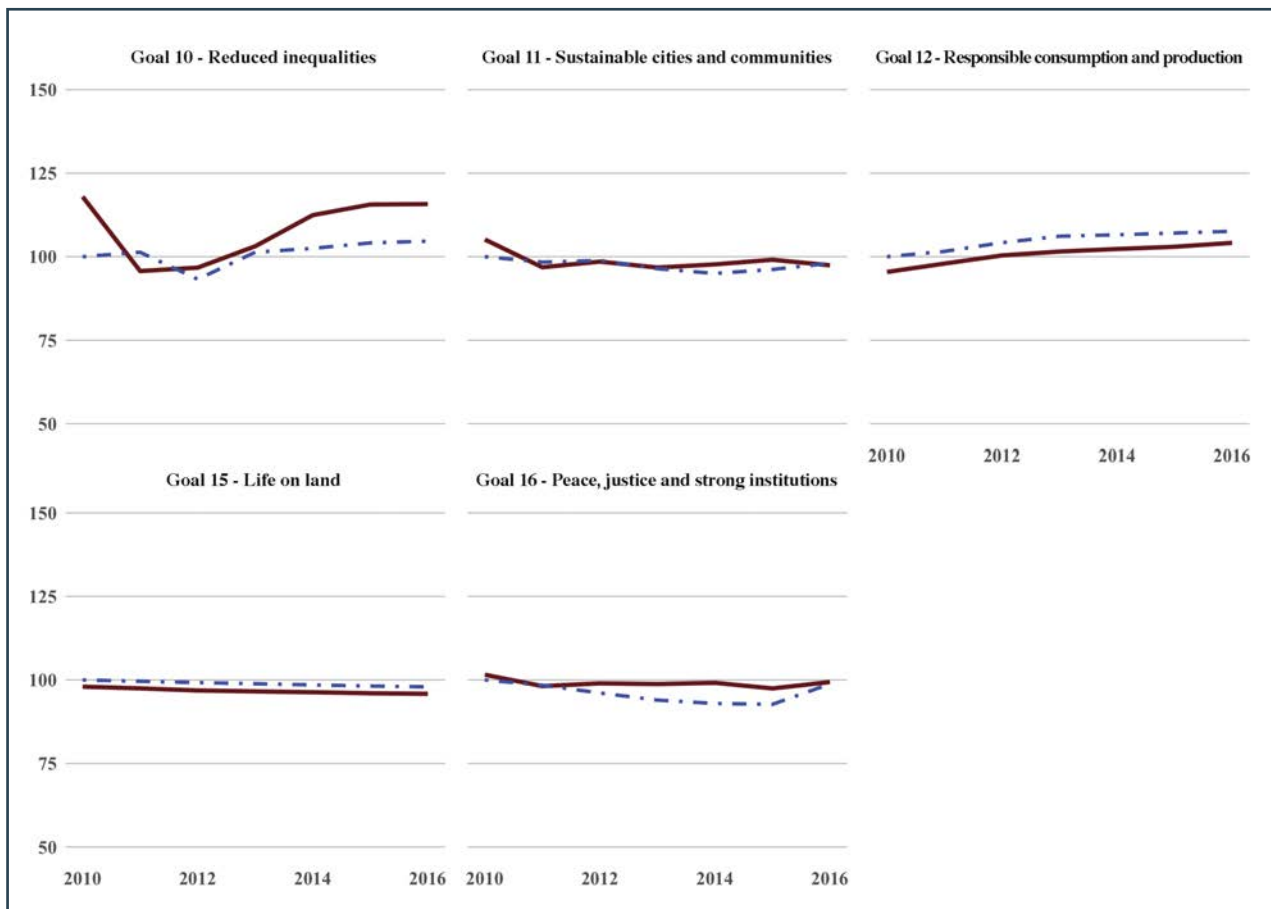 Goal 10 - Reduced inequalities
Goal 11 - Sustainable cities and communities
Goal 12 - Responsible consumption and production
150
125
100
75
50
2010 2012 2014 2016
Goal 15 - Life on land
Goal 16 - Peace, justice and strong institutions
150
125
100
75
50
2010 2012 2014 2016
2010 2012 2014 2016